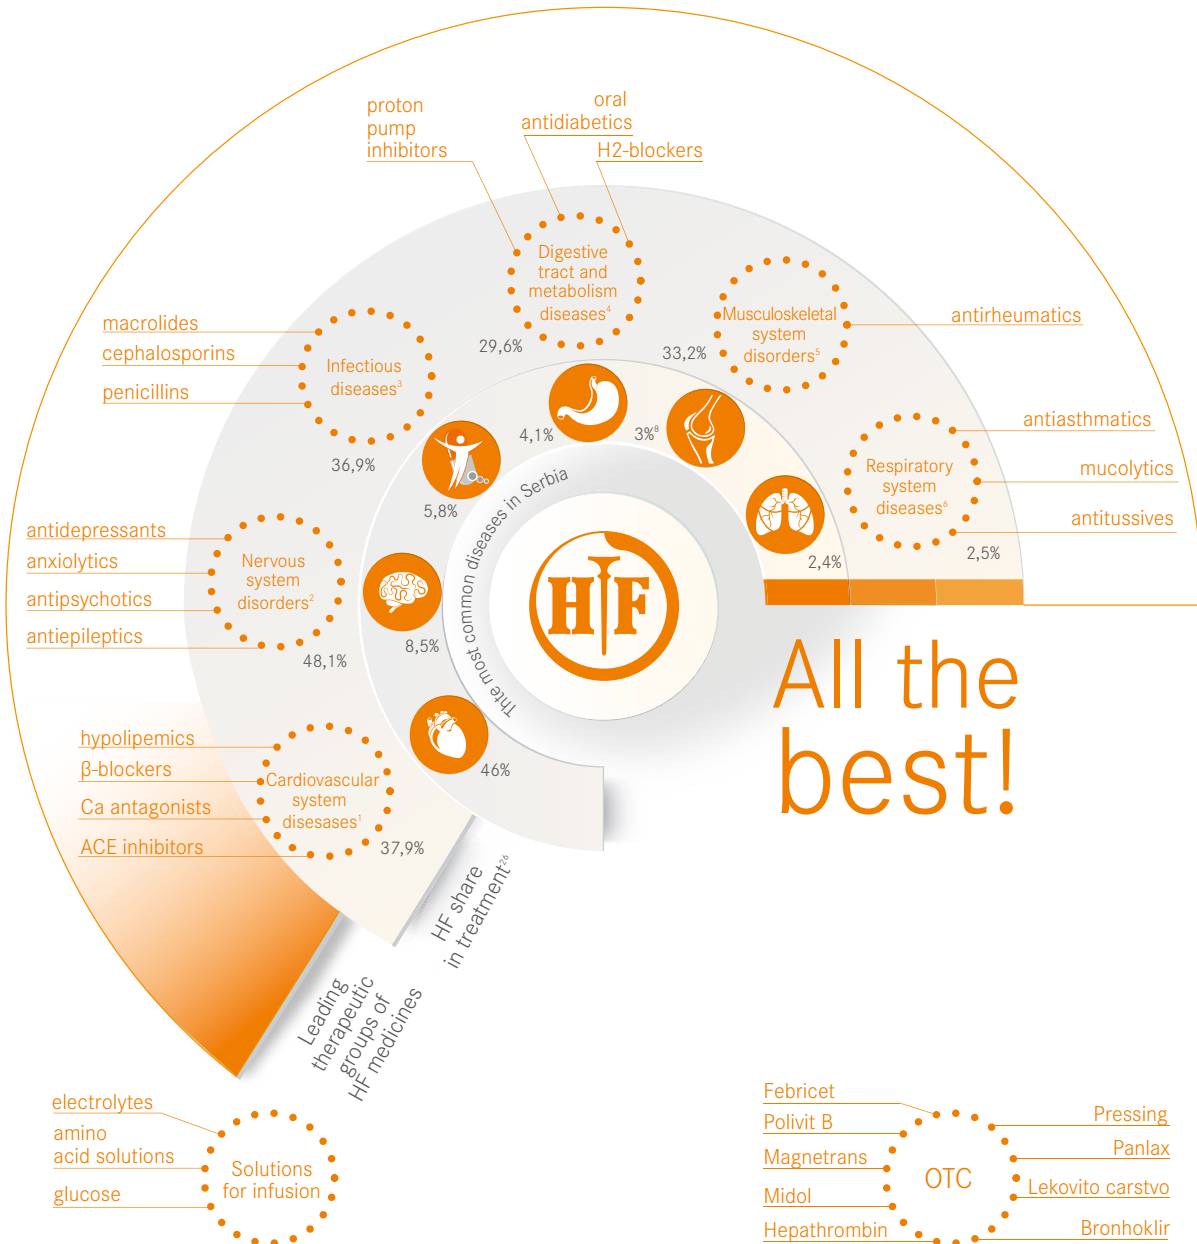 proton
pump
inhibitors
oral
antidiabetics
H2-blockers
Digestive
tract and
metabolism
diseases4
29,6%
Musculoskeletal
system
disorders5
33,2%
antirheumatics
macrolides
cephalosporins
penicillins
Infectious
diseases3
36,9%
antiasthmatics
mucolytics
antitussives
Respiratory
system
diseases6
2,5%
4,1%
3%8
5,8%
2,4%
8,5%
46%
Thte most common diseases in Serbia
HF
antidepressants
anxiolytics
antipsychotics
antiepileptics
Nervous
system
disorders2
48,1%
All the
best!
hypolipemics
β-blockers
Ca antagonists
ACE inhibitors
Cardiovascular
system
disesases1
37,9%
HF share
in treatment26
Leading
therapeutic
groups of
HF medicines
electrolytes
amino
acid solutions
glucose
Solutions
for infusion
Febricet
Polivit B
Magnetrans
Midol
Hepathrombin
OTC
Pressing
Panlax
Lekovito carstvo
Bronhoklir